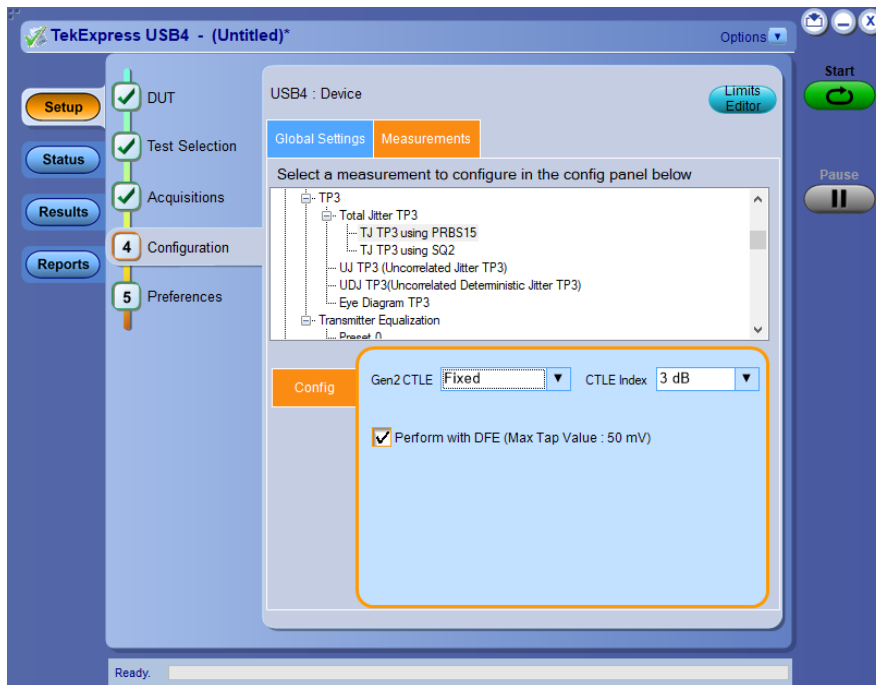 TekExpress USB4 - (Untitled)*
Options
Setup
Status
Results
Reports
DUT
Test Selection
Acquisitions
4 Configuration
5 Preferences
USB4 : Device
Limits
Editor
Global Settings
Measurements
Select a measurement to configure in the config panel below
TP3
Total Jitter TP3
TJ TP3 using PRBS15
TJ TP3 using SQ2
UJ TP3 (Uncorrelated Jitter TP3)
UDJ TP3(Uncorrelated Deterministic Jitter TP3)
Eye Diagram TP3
Transmitter Equalization
Preset 0
Config
Gen2 CTLE Fixed CTLE Index 3 dB
Perform with DFE (Max Tap Value : 50 mV)
Start
Pause
Ready.